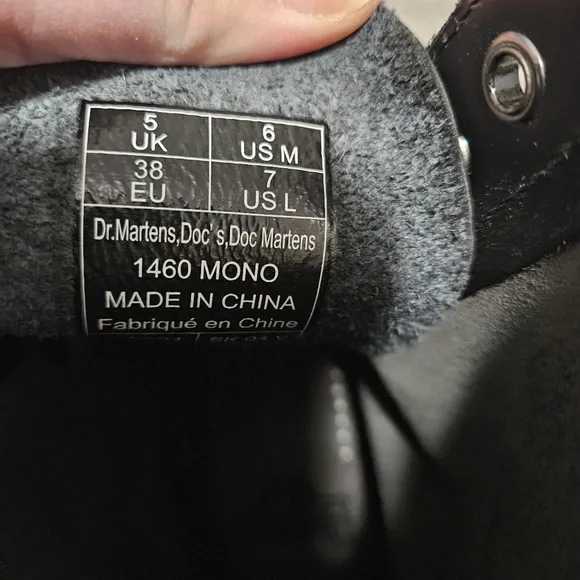 5 6
UK US M
38 7
EU US L
Dr.Martens,Doc's,Doc Martens
1460 MONO
MADE IN CHINA
Fabriqué en Chine